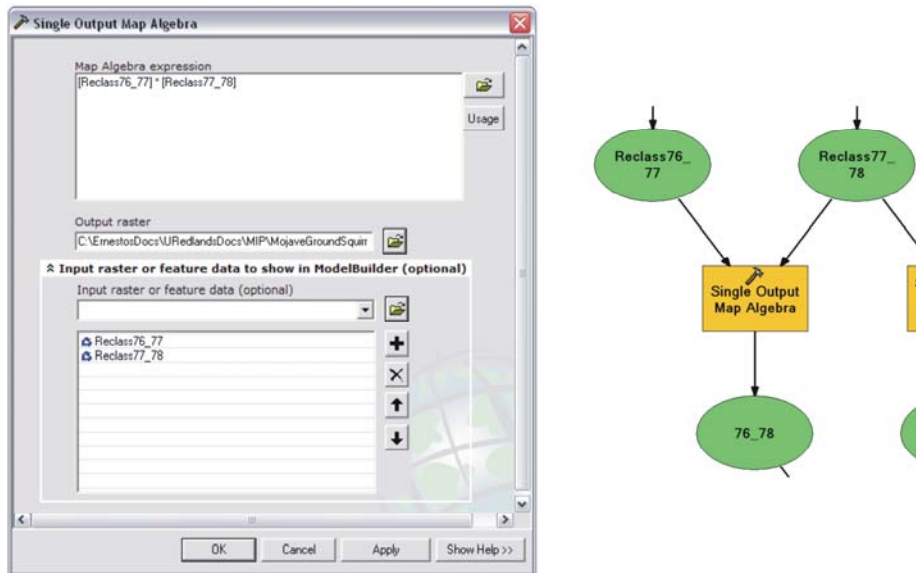 Single Output Map Algebra
Map Algebra expression
[Reclass76_77] * [Reclass77_78]
Usage
Output raster
C:\ErnestosDocs\URedlandsDocs\MIP\MojaveGroundSquirr
Input raster or feature data to show in ModelBuilder (optional)
Input raster or feature data (optional)
Reclass76_77
Reclass77_78
OK
Cancel
Apply
Show Help >>
Reclass76_
77
Reclass77_
78
Single Output
Map Algebra
76_78